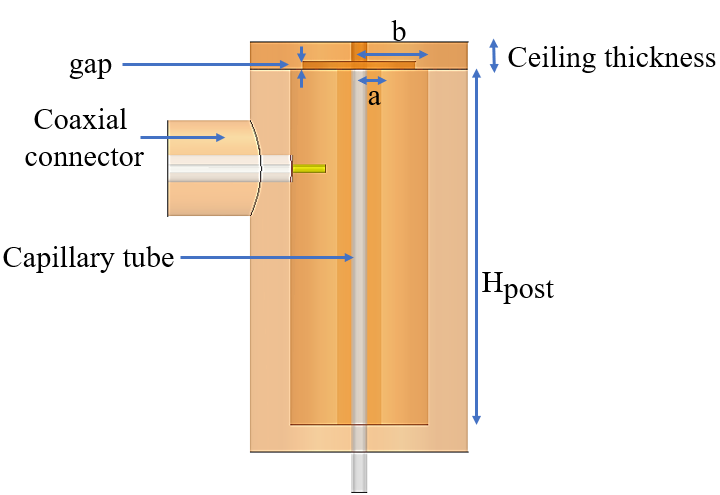 b
Ceiling thickness
gap
a
Coaxial
connector
Capillary tube
Hpost